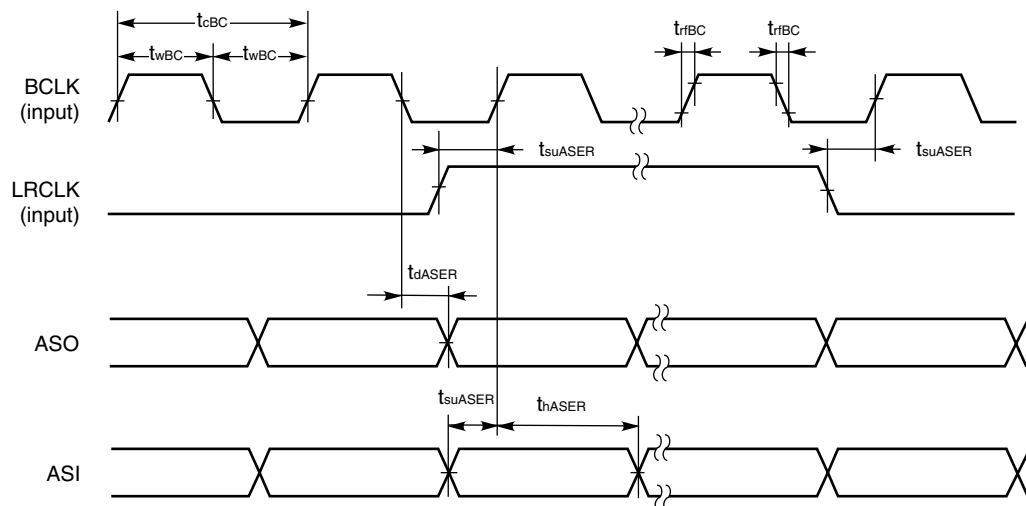 tcBC
twBC twBC trfBC trfBC
BCLK
(input)
tsuASER tsuASER
LRCLK
(input)
tdASER
ASO
tsuASER thASER
ASI